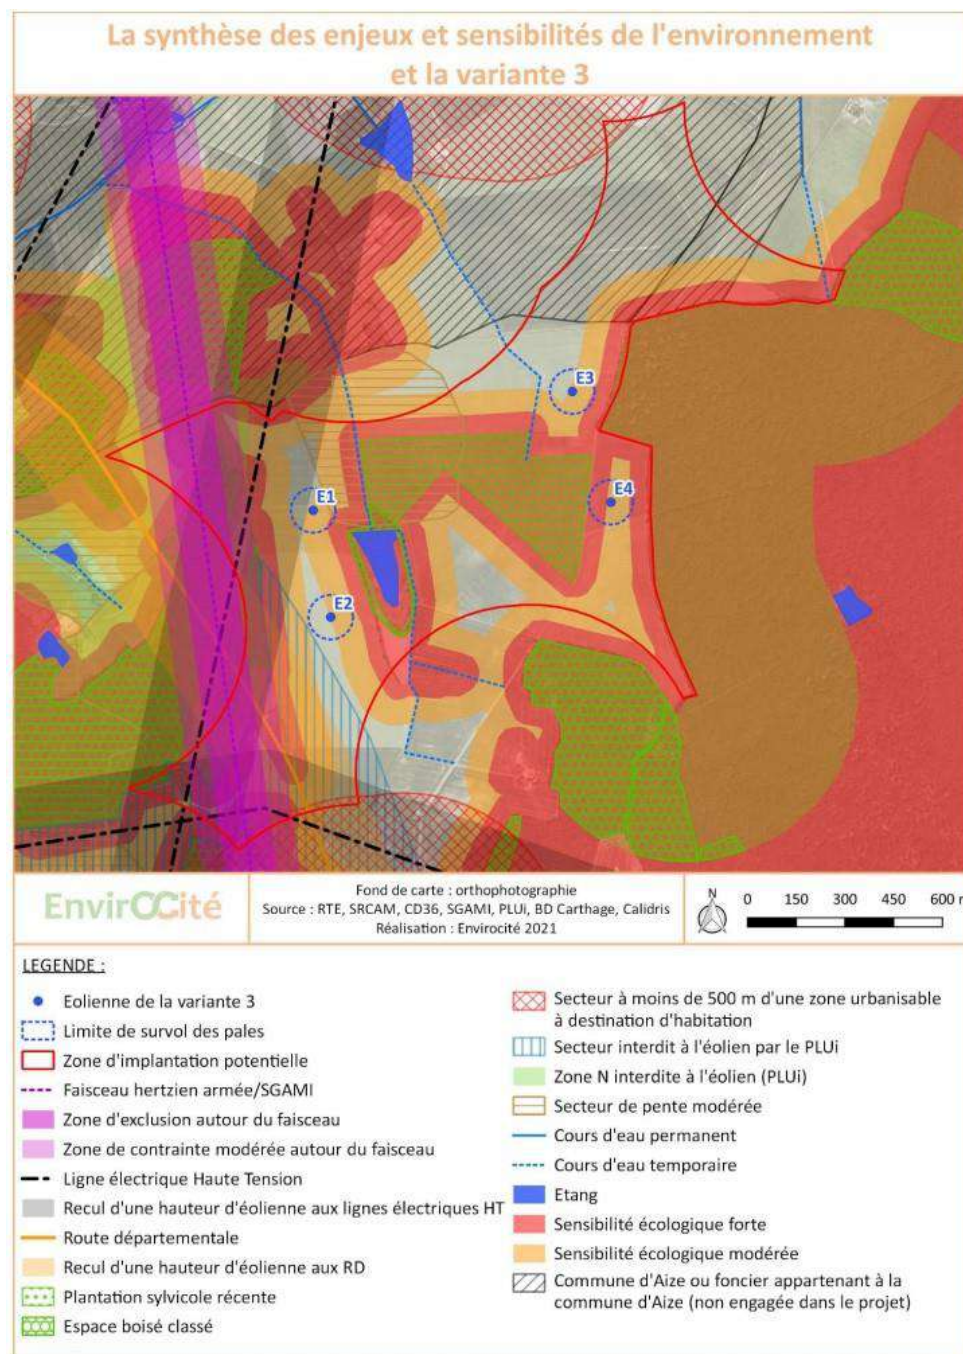 La synthèse des enjeux et sensibilités de l'environnement
et la variante 3
E3
E1
E4
E2
EnvirOCité
Fond de carte : orthophotographie
Source : RTE, SRCAM, CD36, SGAMI, PLUi, BD Carthage, Calidris
Réalisation : Envirocité 2021
N
0 150 300 450 600 m
LEGENDE :
Eolienne de la variante 3
Limite de survol des pales
Zone d'implantation potentielle
Faisceau hertzien armée/SGAMI
Zone d'exclusion autour du faisceau
Zone de contrainte modérée autour du faisceau
Ligne électrique Haute Tension
Recul d'une hauteur d'éolienne aux lignes électriques HT
Route départementale
Recul d'une hauteur d'éolienne aux RD
Plantation sylvicole récente
Espace boisé classé
Secteur à moins de 500 m d'une zone urbanisable
à destination d'habitation
Secteur interdit à l'éolien par le PLUi
Zone N interdite à l'éolien (PLUi)
Secteur de pente modérée
Cours d'eau permanent
Cours d'eau temporaire
Etang
Sensibilité écologique forte
Sensibilité écologique modérée
Commune d'Aize ou foncier appartenant à la
commune d'Aize (non engagée dans le projet)